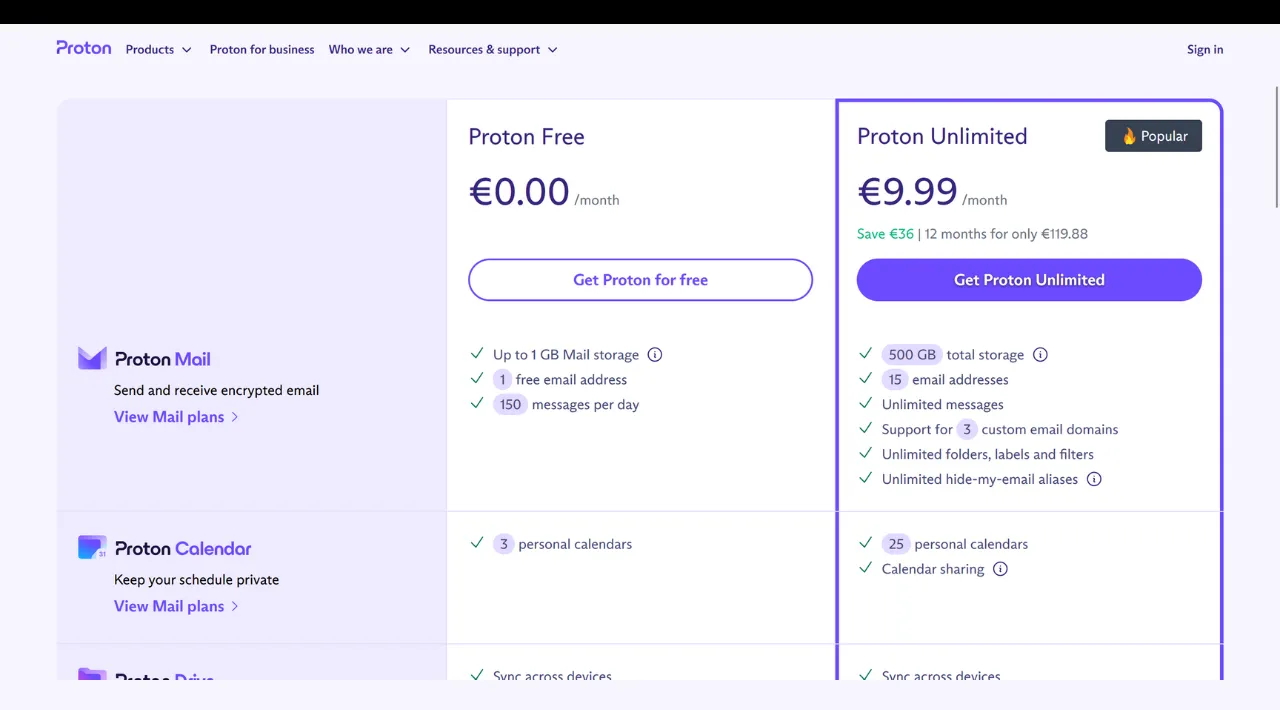 Proton Products Proton for business Who we are Resources & support Sign in
Proton Free
€0.00 /month
Get Proton for free
Proton Unlimited
🔥 Popular
€9.99 /month
Save €36 | 12 months for only €119.88
Get Proton Unlimited
Proton Mail
Send and receive encrypted email
View Mail plans
Up to 1 GB Mail storage
1 free email address
150 messages per day
500 GB total storage
15 email addresses
Unlimited messages
Support for 3 custom email domains
Unlimited folders, labels and filters
Unlimited hide-my-email aliases
31
Proton Calendar
Keep your schedule private
View Mail plans
3 personal calendars
25 personal calendars
Calendar sharing
Proton Drive
Sync across devices
Sync across devices